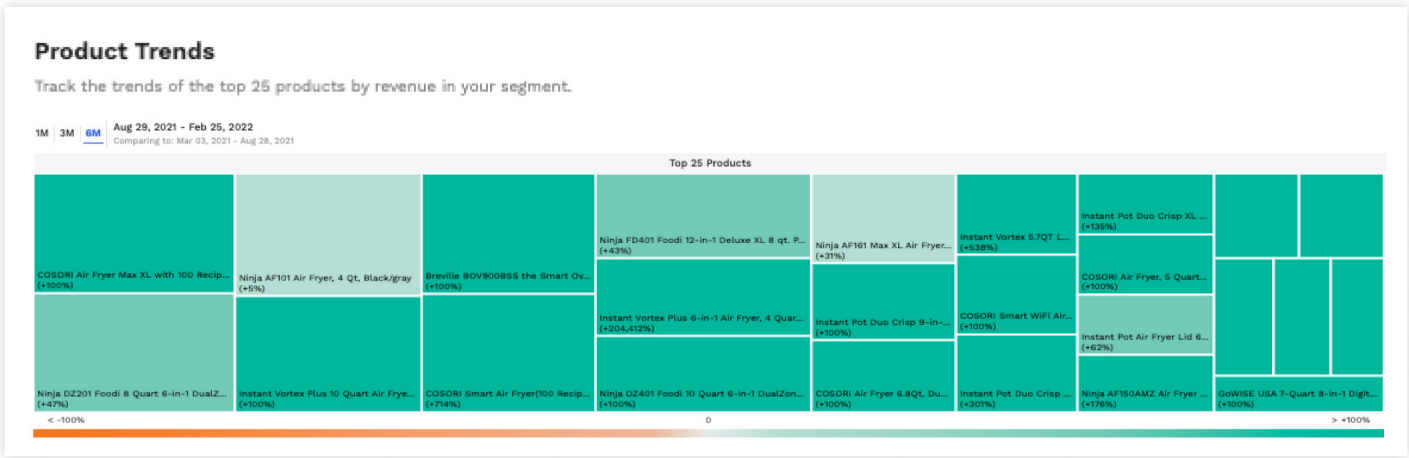 Product Trends
Track the trends of the top 25 products by revenue in your segment.
1M 3M 6M Aug 29, 2021 - Feb 25, 2022
Comparing to: Mar 03, 2021 - Aug 28, 2021
Top 25 Products
COSORI Air Fryer Max XL with 100 Recip...
(+100%)
Ninja DZ201 Foodi 8 Quart 6-in-1 DualZ...
(+47%)
Ninja AF101 Air Fryer, 4 Qt, Black/gray
(+5%)
Instant Vortex Plus 10 Quart Air Frye...
(+100%)
Breville BOV900BSS the Smart Ov...
(+100%)
COSORI Smart Air Fryer(100 Recip...
(+714%)
Ninja FD401 Foodi 12-in-1 Deluxe XL 8 qt. P...
(+43%)
Instant Vortex Plus 6-in-1 Air Fryer, 4 Quar...
(+204,412%)
Ninja DZ401 Foodi 10 Quart 6-in-1 DualZon...
(+100%)
Ninja AF161 Max XL Air Fryer...
(+31%)
Instant Pot Duo Crisp 9-in-...
(+100%)
COSORI Air Fryer 6.8Qt, Du...
(+100%)
Instant Vortex 5.7QT L...
(+538%)
COSORI Smart WiFi Air...
(+100%)
Instant Pot Duo Crisp ...
(+301%)
Instant Pot Duo Crisp XL ...
(+135%)
COSORI Air Fryer, 5 Quart...
(+100%)
Instant Pot Air Fryer Lid 6...
(+62%)
Ninja AF150AMZ Air Fryer ...
(+176%)
GoWISE USA 7-Quart 8-in-1 Digit...
(+100%)
< -100% 0 > +100%